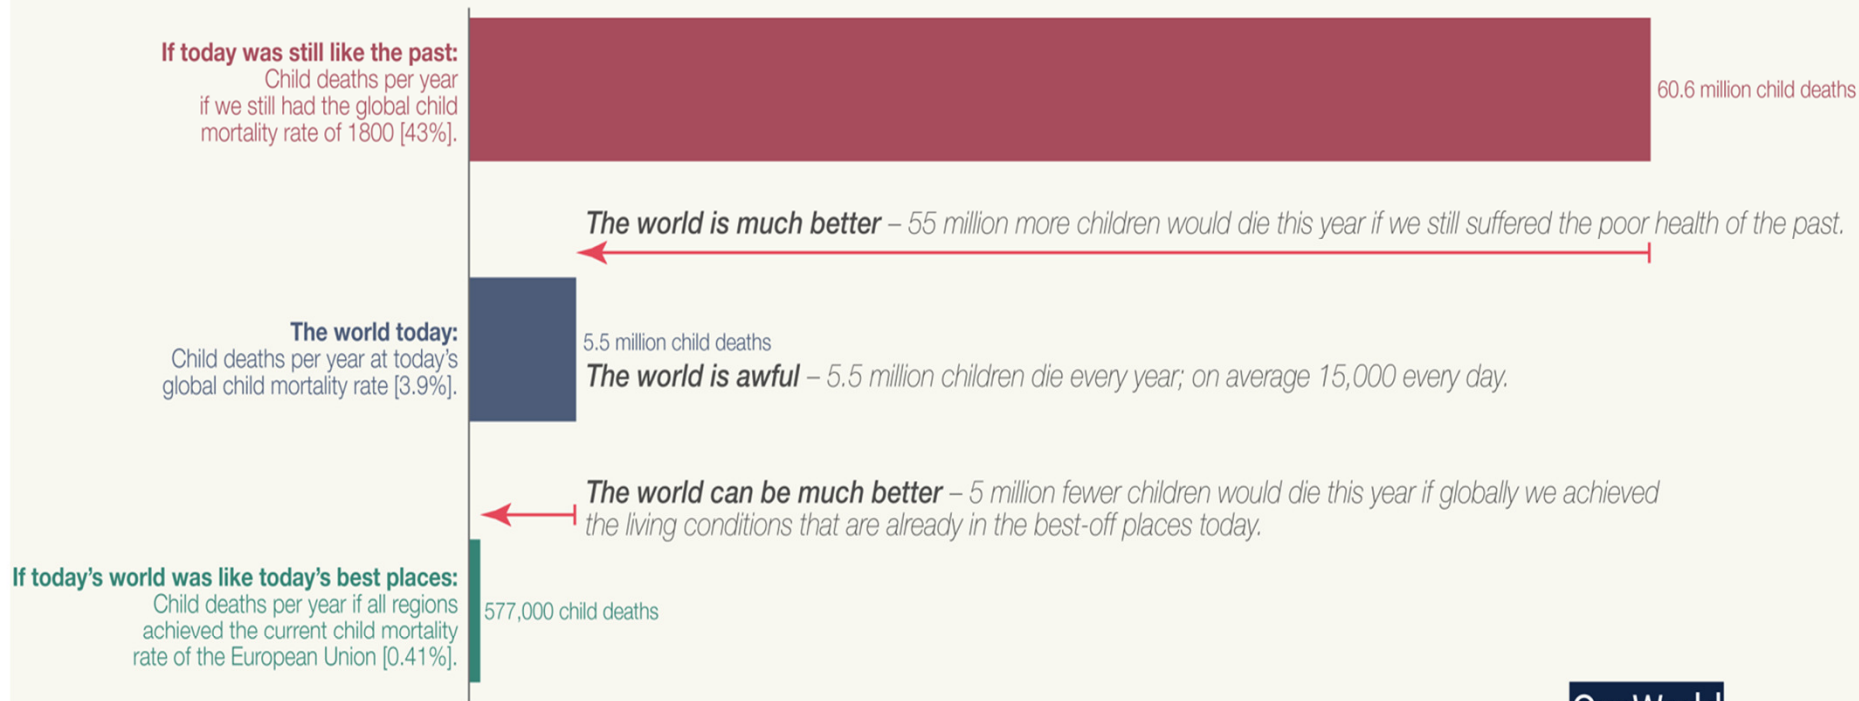 If today was still like the past:
Child deaths per year
if we still had the global child
mortality rate of 1800 [43%].
60.6 million child deaths
The world is much better – 55 million more children would die this year if we still suffered the poor health of the past.
The world today:
Child deaths per year at today's
global child mortality rate [3.9%].
5.5 million child deaths
The world is awful – 5.5 million children die every year; on average 15,000 every day.
The world can be much better – 5 million fewer children would die this year if globally we achieved
the living conditions that are already in the best-off places today.
If today's world was like today's best places:
Child deaths per year if all regions
achieved the current child mortality
rate of the European Union [0.41%].
577,000 child deaths